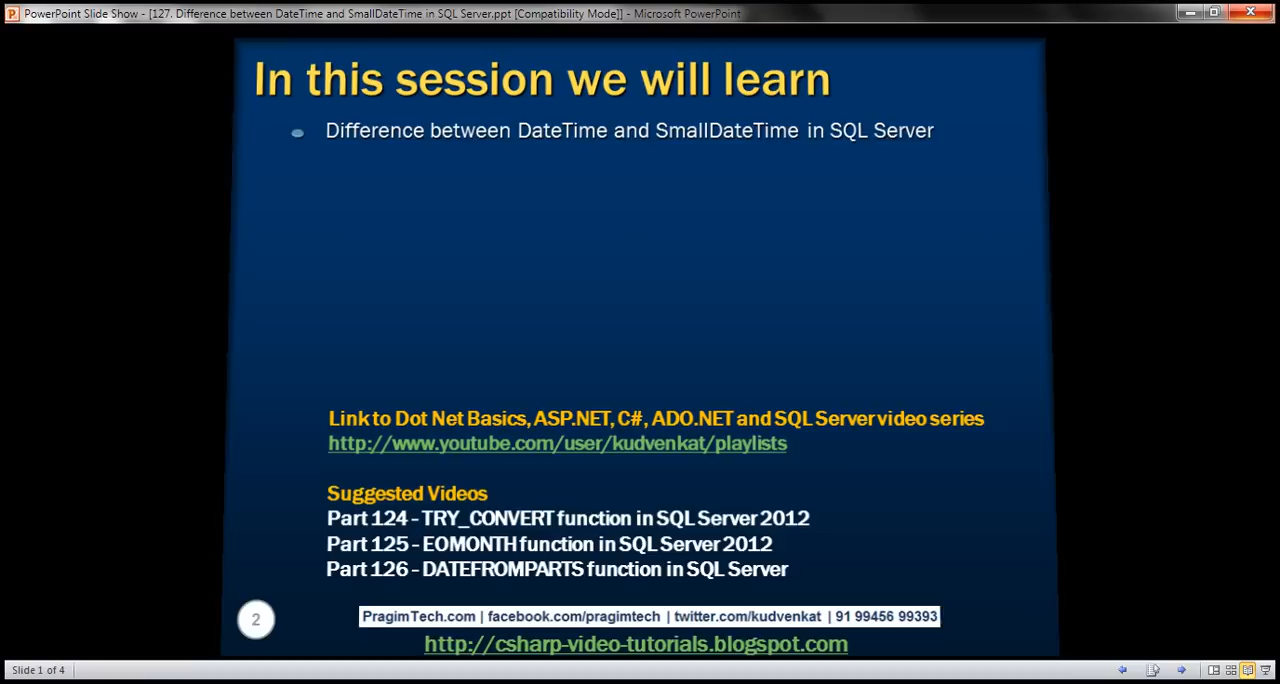 PowerPoint Slide Show - [127. Difference between DateTime and SmallDateTime in SQL Server.ppt [Compatibility Mode]] - Microsoft PowerPoint
In this session we will learn
Difference between DateTime and SmallDateTime in SQL Server
Link to Dot Net Basics, ASP.NET, C#, ADO.NET and SQL Server video series
http://www.youtube.com/user/kudvenkat/playlists
Suggested Videos
Part 124 - TRY_CONVERT function in SQL Server 2012
Part 125 - EOMONTH function in SQL Server 2012
Part 126 - DATEFROMPARTS function in SQL Server
2
PragimTech.com | facebook.com/pragimtech | twitter.com/kudvenkat | 91 99456 99393
http://csharp-video-tutorials.blogspot.com
Slide 1 of 4